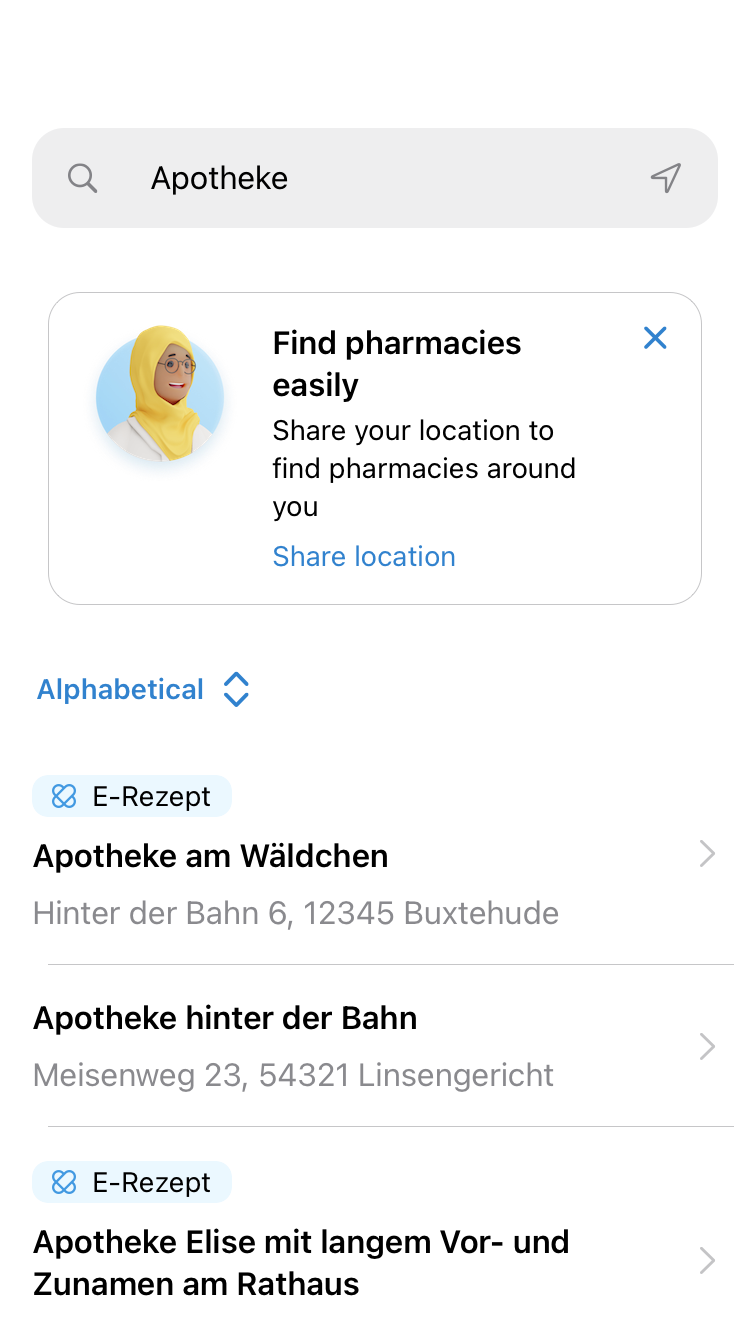 Apotheke
Find pharmacies
easily
Share your location to
find pharmacies around
you
Share location
Alphabetical
E-Rezept
Apotheke am Wäldchen
Hinter der Bahn 6, 12345 Buxtehude
Apotheke hinter der Bahn
Meisenweg 23, 54321 Linsengericht
E-Rezept
Apotheke Elise mit langem Vor- und
Zunamen am Rathaus